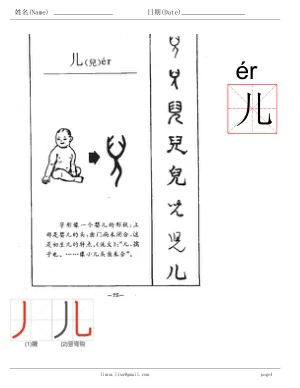 姓名(Name) 日期(Date)
儿(兒)ér
ér
儿
字形像一个婴儿的形状:上
部是婴儿的头,囟门尚未闭合,这
是初生儿的特点。《说文》:“儿,孺
子也。……像小儿头囟未合”。
兒
兒
儿
(1)撇
(2)竖弯钩
page4